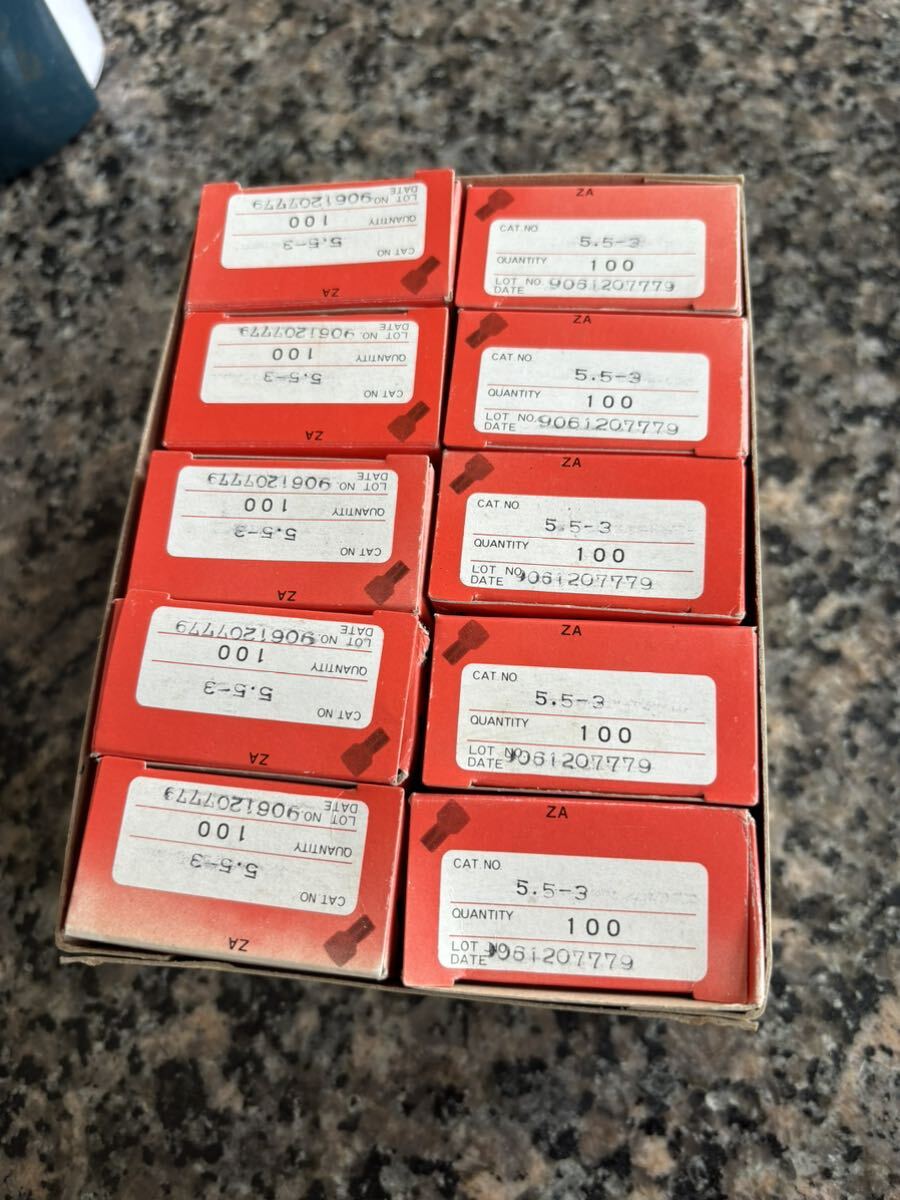 LOT NO. 9061207779
DATE
QUANTITY 100
CAT NO 5.5-3
ZA
ZA
CAT.NO. 5.5-3
QUANTITY 100
LOT NO. 9061207779
DATE
LOT NO. 9061207779
DATE
QUANTITY 100
CAT NO 5.5-3
ZA
ZA
CAT.NO. 5.5-3
QUANTITY 100
LOT NO. 9061207779
DATE
LOT NO. 9061207779
DATE
QUANTITY 100
CAT NO 5.5-3
ZA
ZA
CAT.NO. 5.5-3
QUANTITY 100
LOT NO. 9061207779
DATE
LOT NO. 9061207779
DATE
QUANTITY 100
CAT NO 5.5-3
ZA
ZA
CAT.NO. 5.5-3
QUANTITY 100
LOT NO. 9061207779
DATE
LOT NO. 9061207779
DATE
QUANTITY 100
CAT NO 5.5-3
ZA
ZA
CAT.NO. 5.5-3
QUANTITY 100
LOT NO. 9061207779
DATE